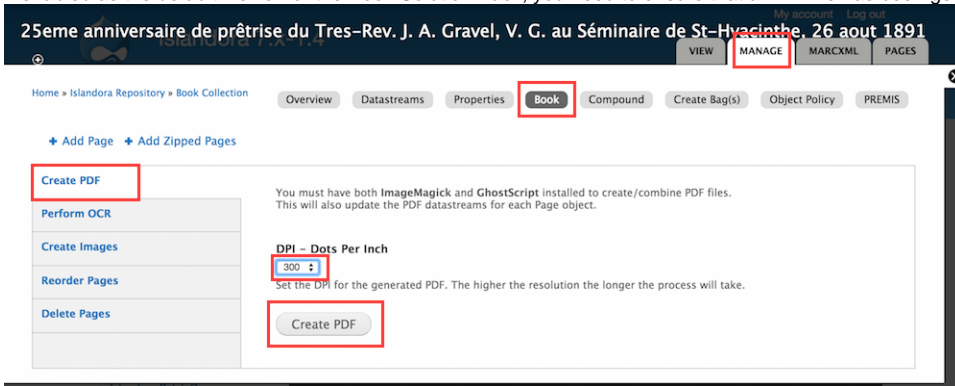 My account Log out
25eme anniversaire de prêtrise du Tres-Rev. J. A. Gravel, V. G. au Séminaire de St-Hyacinthe, 26 aout 1891
Islandora 7.x-1.4
VIEW MANAGE MARCXML PAGES
Home » Islandora Repository » Book Collection
Overview Datastreams Properties Book Compound Create Bag(s) Object Policy PREMIS
+ Add Page + Add Zipped Pages
Create PDF
Perform OCR
Create Images
Reorder Pages
Delete Pages
You must have both ImageMagick and GhostScript installed to create/combine PDF files.
This will also update the PDF datastreams for each Page object.
DPI – Dots Per Inch
300
Set the DPI for the generated PDF. The higher the resolution the longer the process will take.
Create PDF